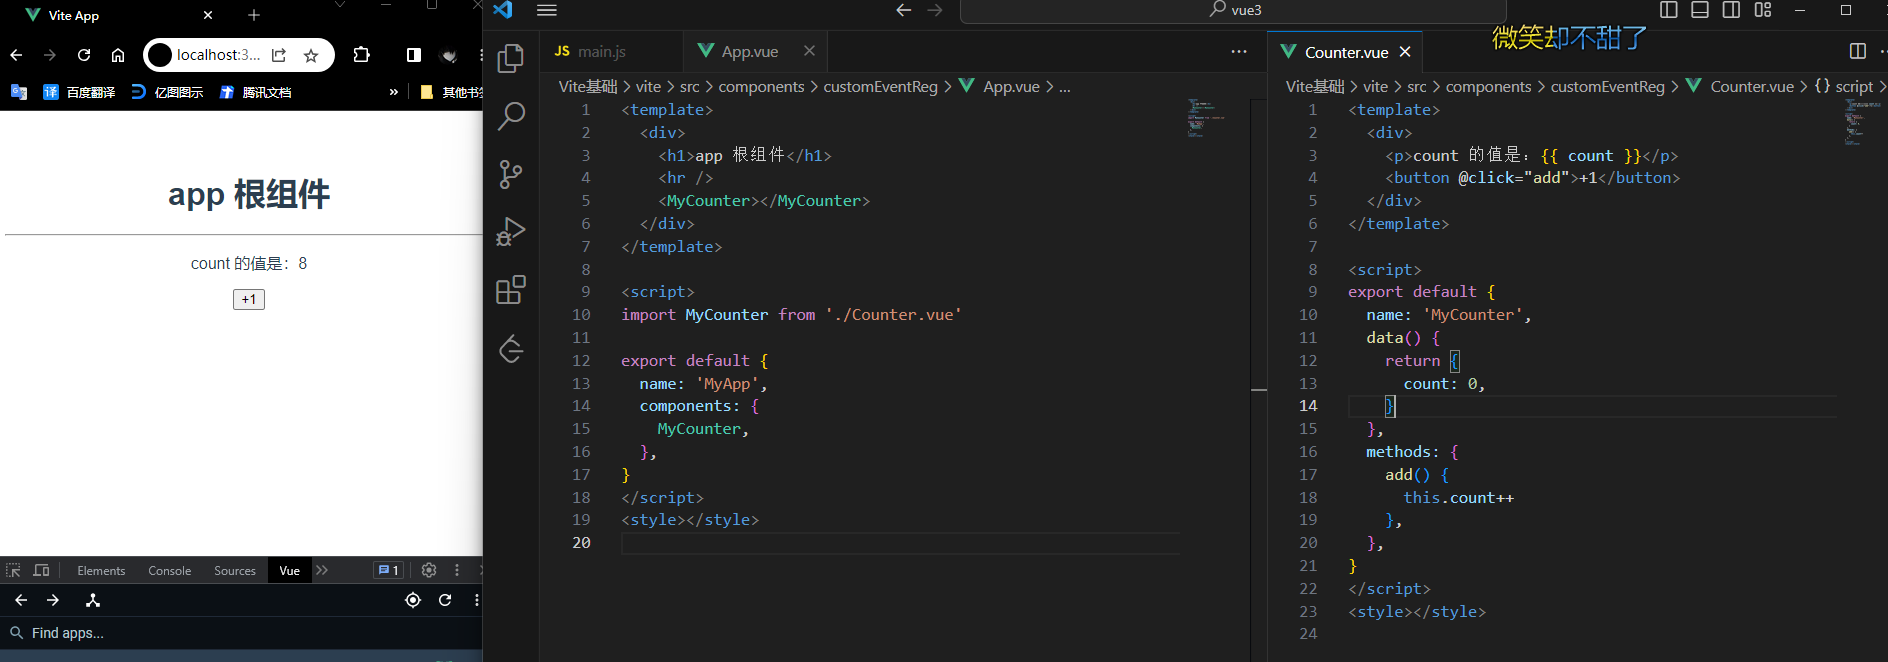 Vite App
localhost:3...
百度翻译
亿图图示
腾讯文档
»
其他书签
app 根组件
count 的值是：8
+1
Elements
Console
Sources
Vue
1
Find apps...
vue3
main.js
App.vue
Vite基础 > vite > src > components > customEventReg > App.vue > ...
1 <template>
2 <div>
3 <h1>app 根组件</h1>
4 <hr />
5 <MyCounter></MyCounter>
6 </div>
7 </template>
8
9 <script>
10 import MyCounter from './Counter.vue'
11
12 export default {
13 name: 'MyApp',
14 components: {
15 MyCounter,
16 },
17 }
18 </script>
19 <style></style>
20
微笑却不甜了
Counter.vue
Vite基础 > vite > src > components > customEventReg > Counter.vue > {} script >
1 <template>
2 <div>
3 <p>count 的值是：{{ count }}</p>
4 <button @click="add">+1</button>
5 </div>
6 </template>
7
8 <script>
9 export default {
10 name: 'MyCounter',
11 data() {
12 return {
13 count: 0,
14 }
15 },
16 methods: {
17 add() {
18 this.count++
19 },
20 },
21 }
22 </script>
23 <style></style>
24